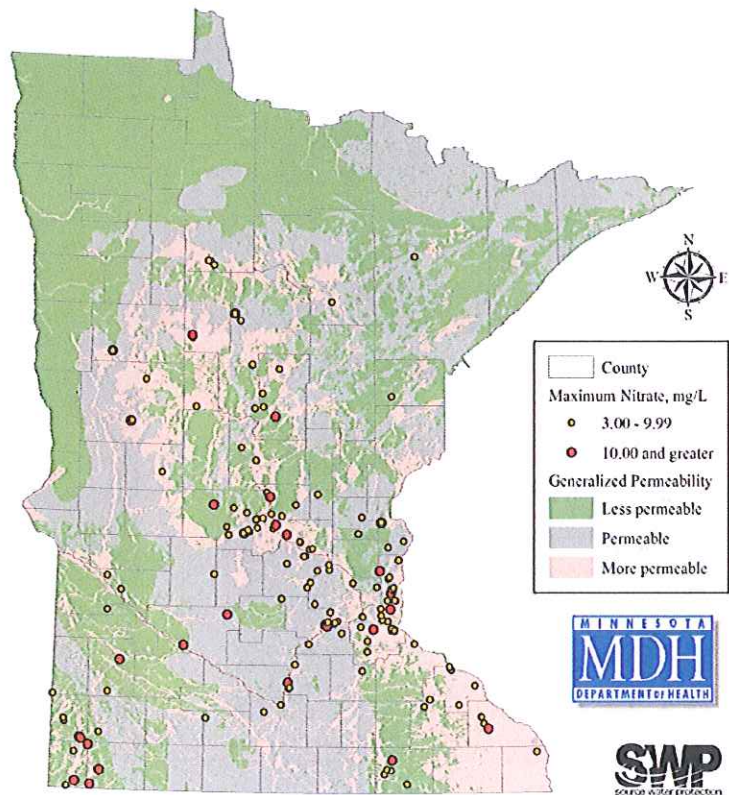 N
W E
S
County
Maximum Nitrate, mg/L
3.00 - 9.99
10.00 and greater
Generalized Permeability
Less permeable
Permeable
More permeable
MINNESOTA
MDH
DEPARTMENT OF HEALTH
SWP
source water protection